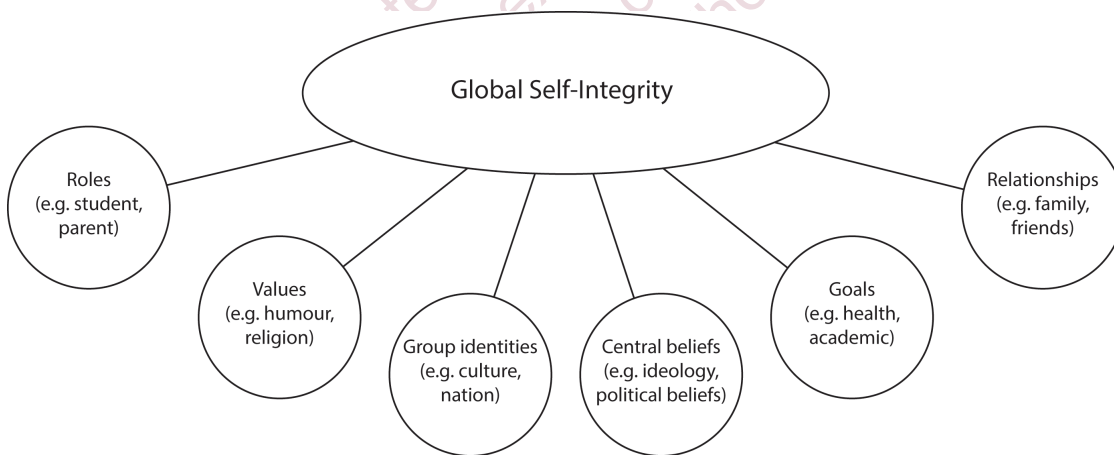 Global Self-Integrity
Roles
(e.g. student,
parent)
Values
(e.g. humour,
religion)
Group identities
(e.g. culture,
nation)
Central beliefs
(e.g. ideology,
political beliefs)
Goals
(e.g. health,
academic)
Relationships
(e.g. family,
friends)